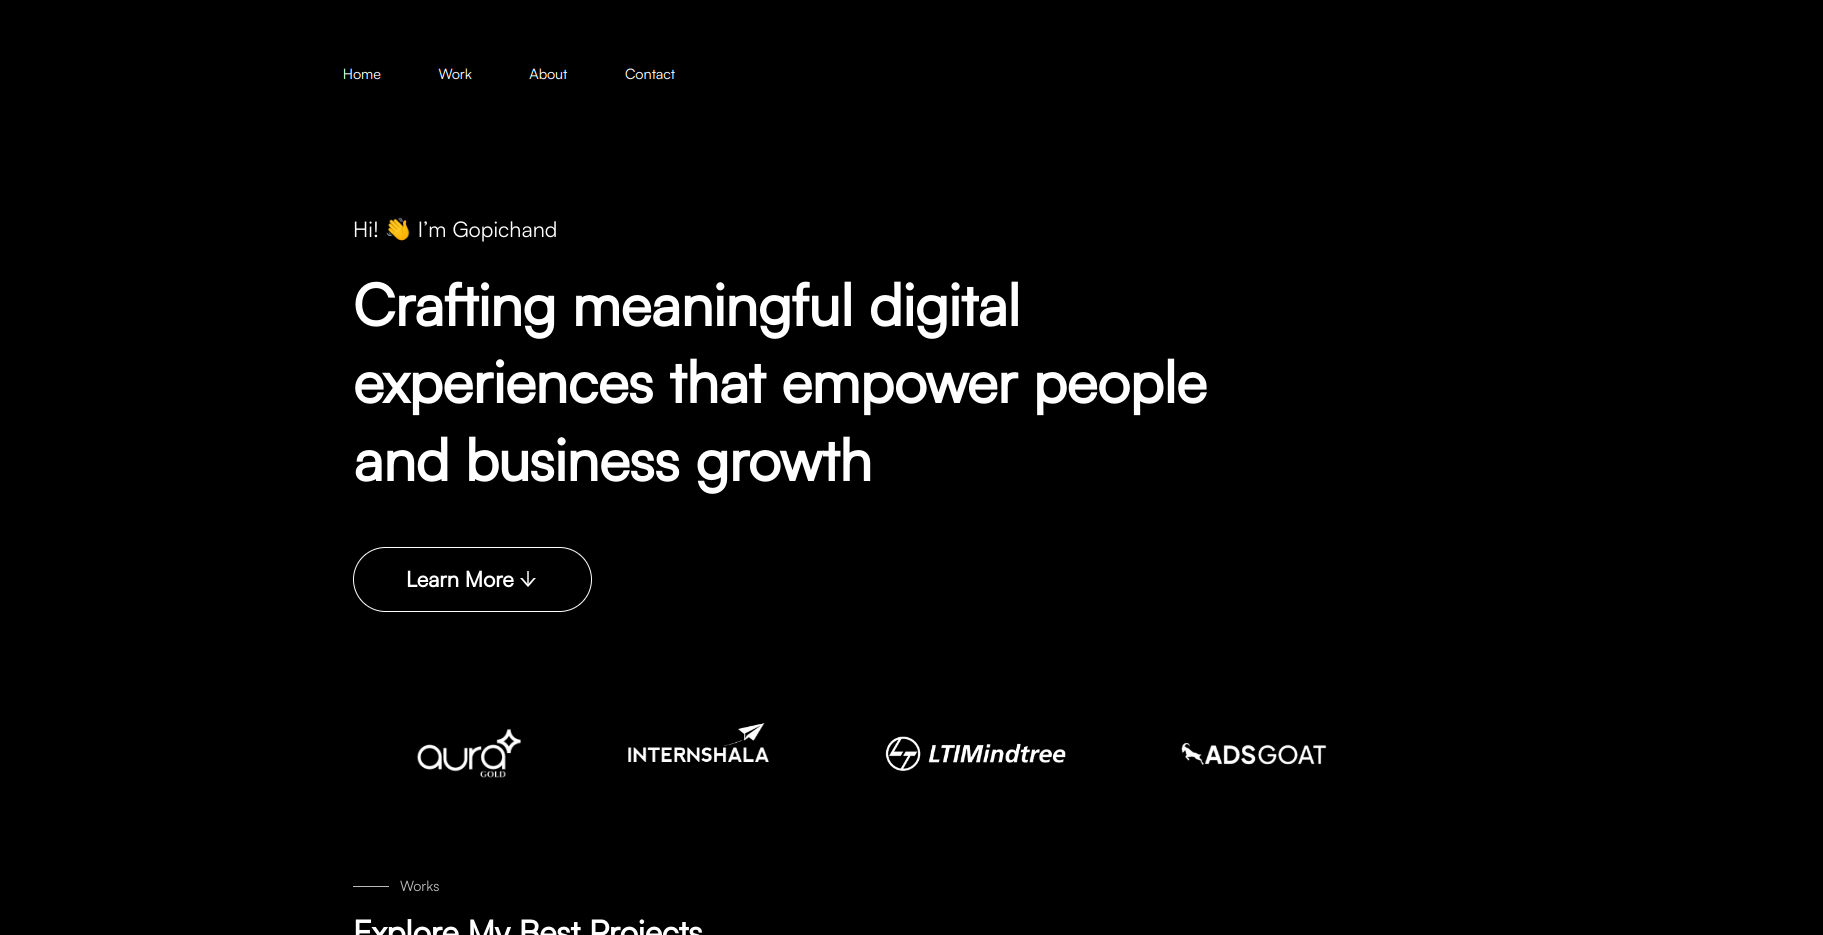 Home Work About Contact
Hi! 👋 I’m Gopichand
Crafting meaningful digital
experiences that empower people
and business growth
Learn More ↓
aura GOLD INTERNSHALA LTIMindtree ADSGOAT
Works
Explore My Best Projects